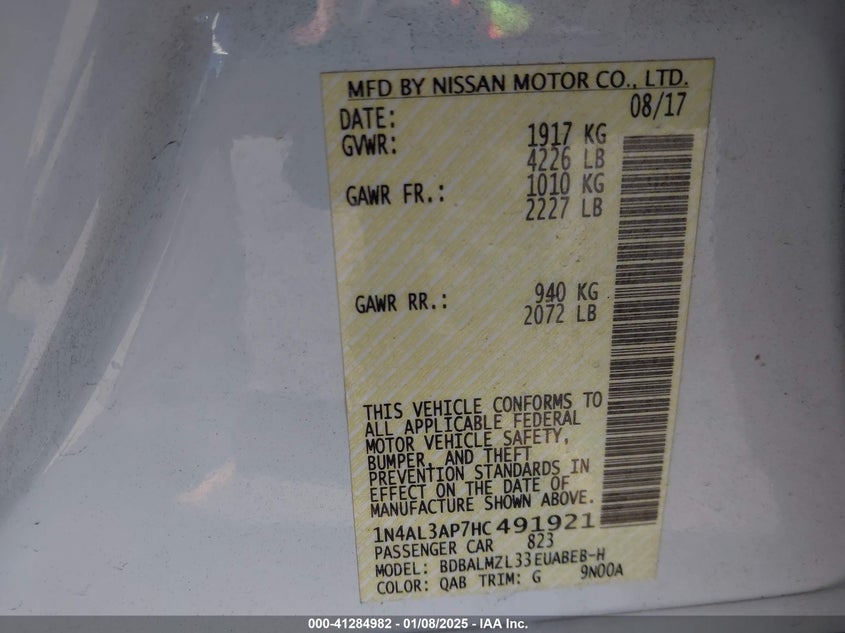 MFD BY NISSAN MOTOR CO., LTD.
DATE: 08/17
GVWR: 1917 KG
4226 LB
GAWR FR.: 1010 KG
2227 LB
GAWR RR.: 940 KG
2072 LB
THIS VEHICLE CONFORMS TO
ALL APPLICABLE FEDERAL
MOTOR VEHICLE SAFETY,
BUMPER, AND THEFT
PREVENTION STANDARDS IN
EFFECT ON THE DATE OF
MANUFACTURE SHOWN ABOVE.
1N4AL3AP7HC491921
PASSENGER CAR 823
MODEL: BDBALMZL33EUABEB-H
COLOR: QAB TRIM: G 9N00A
000-41284982 - 01/08/2025 - IAA Inc.